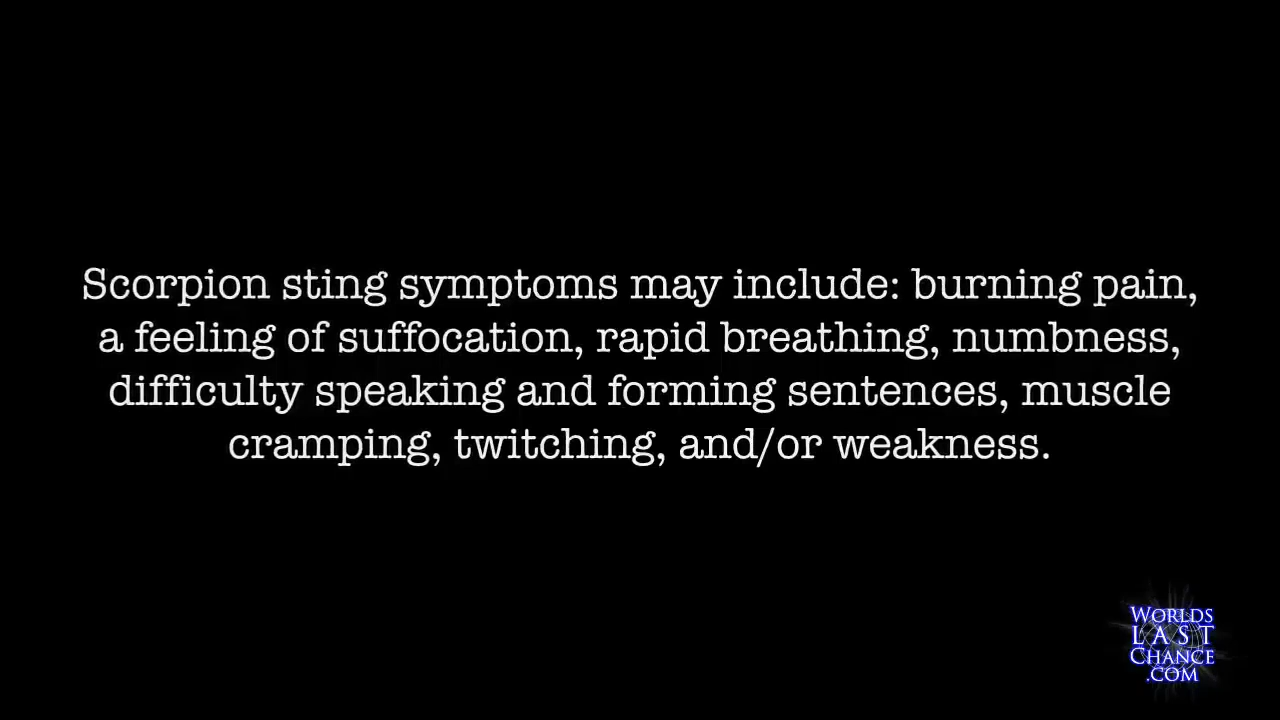 Scorpion sting symptoms may include: burning pain,
a feeling of suffocation, rapid breathing, numbness,
difficulty speaking and forming sentences, muscle
cramping, twitching, and/or weakness.
WORLDS
LAST
CHANCE
.COM